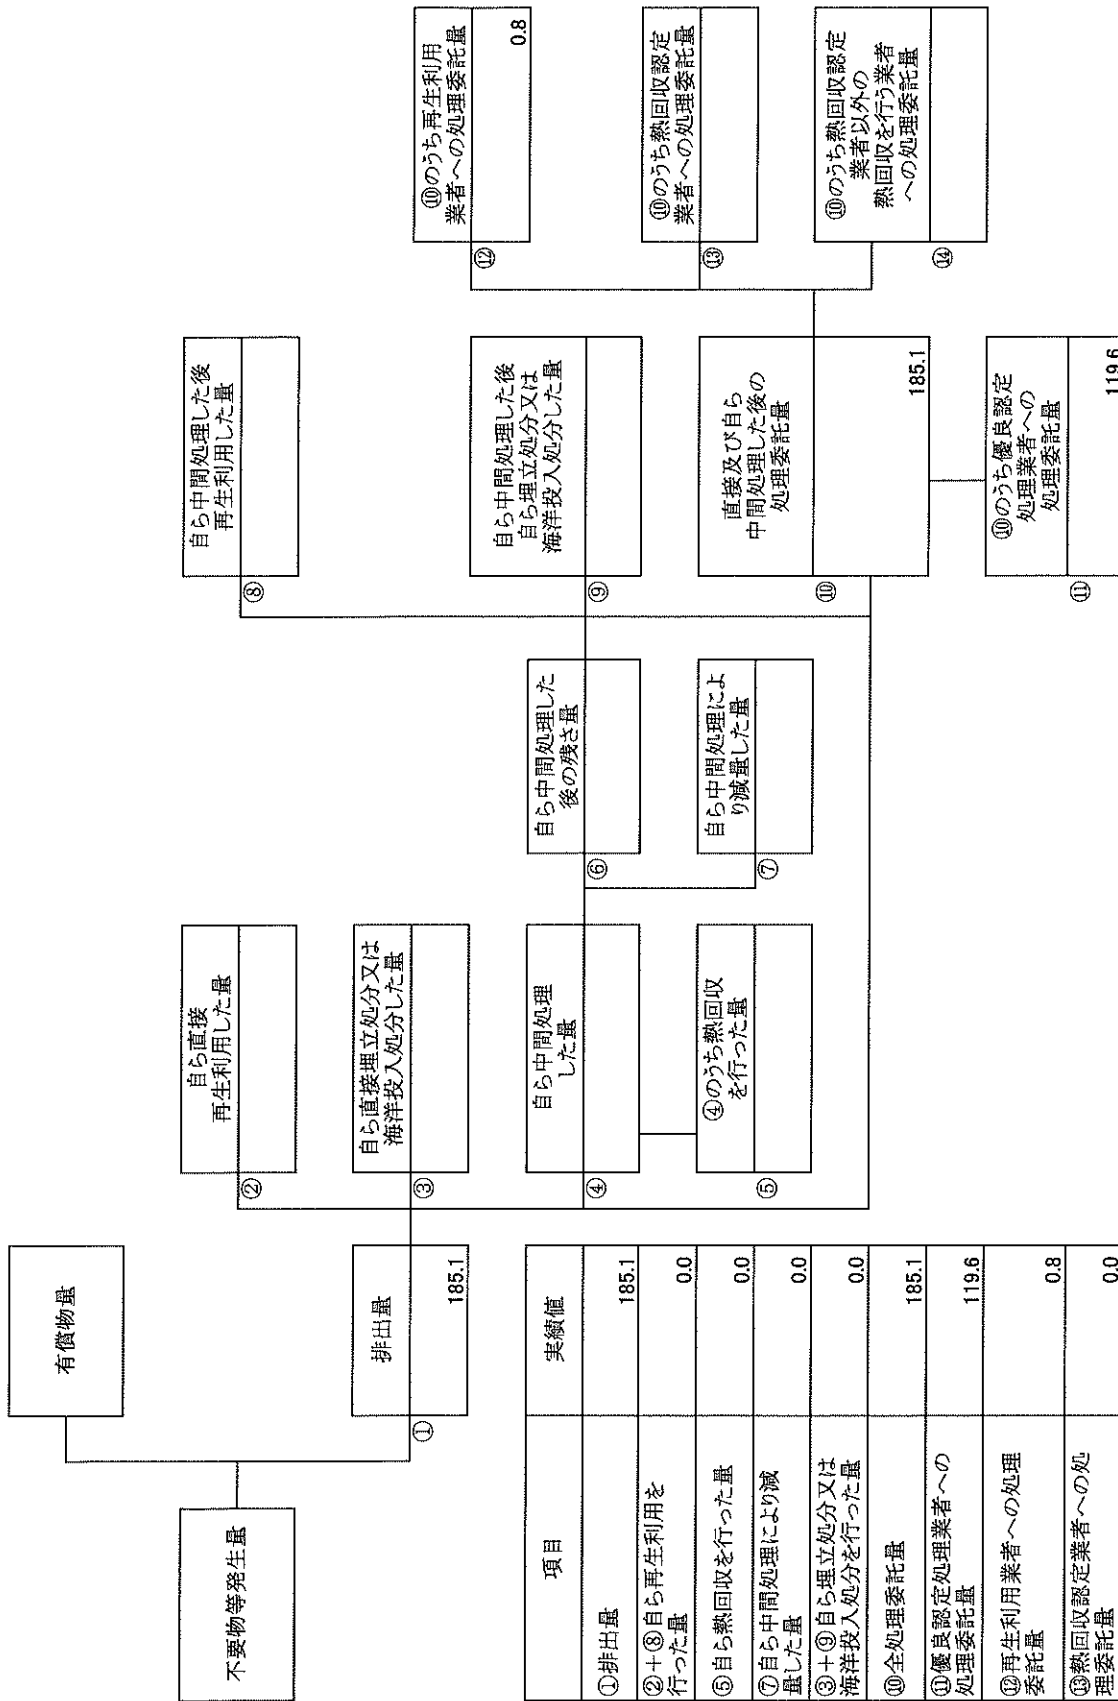 不要物等発生量
有償物量
①
排出量
185.1
②
自ら直接
再生利用した量
③
自ら直接埋立処分又は
海洋投入処分した量
④
自ら中間処理
した量
⑤
④のうち熱回収
を行った量
⑥
自ら中間処理した
後の残さ量
⑦
自ら中間処理によ
り減量した量
⑧
自ら中間処理した後
再生利用した量
⑨
自ら中間処理した後
自ら埋立処分又は
海洋投入処分した量
⑩
直接及び自ら
中間処理した後の
処理委託量
185.1
⑪
⑩のうち優良認定
処理業者への
処理委託量
119.6
⑫
⑩のうち再生利用
業者への処理委託量
0.8
⑬
⑩のうち熱回収認定
業者への処理委託量
⑭
⑩のうち熱回収認定
業者以外の
熱回収を行う業者
への処理委託量
項目 実績値
①排出量 185.1
②+⑧自ら再生利用を
行った量 0.0
⑤自ら熱回収を行った量 0.0
⑦自ら中間処理により減
量した量 0.0
③+⑨自ら埋立処分又は
海洋投入処分を行った量 0.0
⑩全処理委託量 185.1
⑪優良認定処理業者への
処理委託量 119.6
⑫再生利用業者への処理
委託量 0.8
⑬熱回収認定業者への処
理委託量 0.0